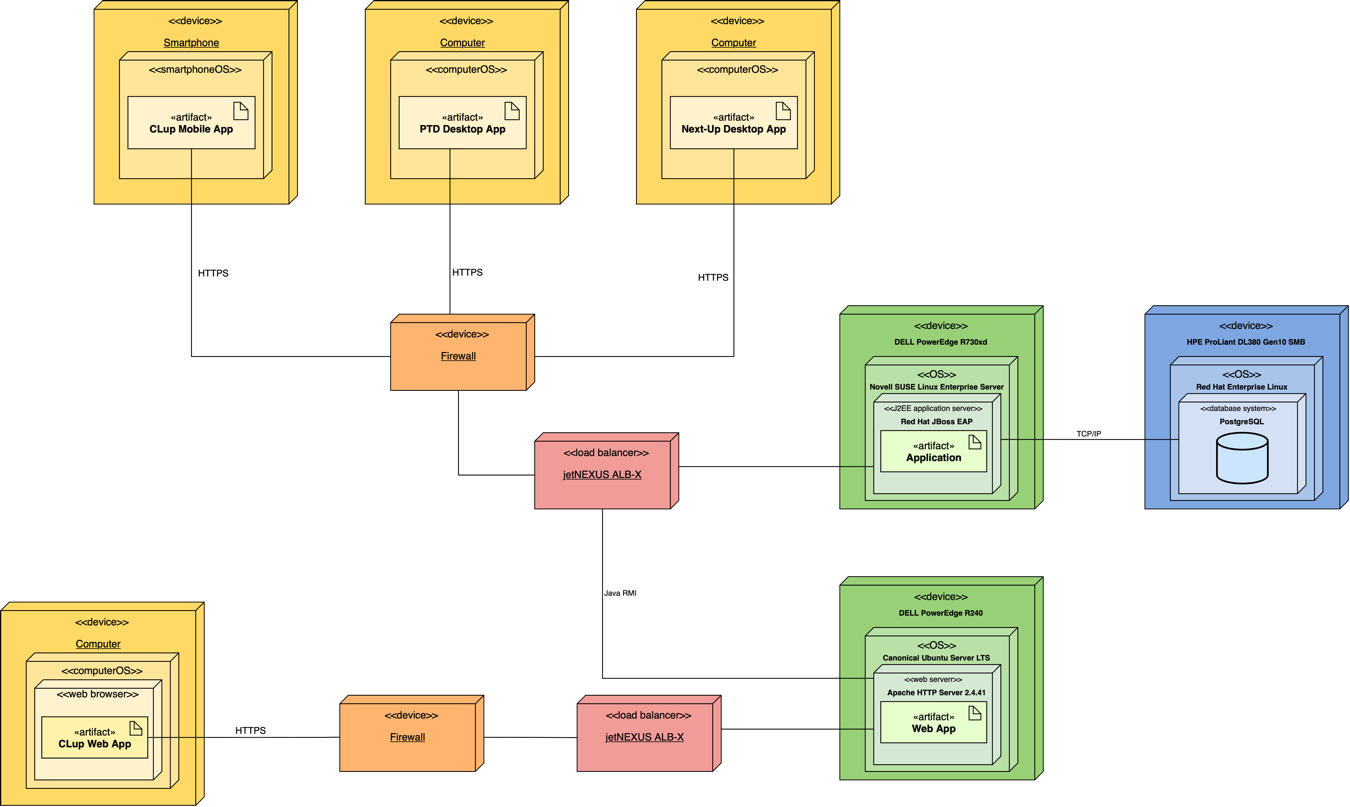 <<device>>
Smartphone
<<smartphoneOS>>
«artifact»
CLup Mobile App
<<device>>
Computer
<<computerOS>>
«artifact»
PTD Desktop App
<<device>>
Computer
<<computerOS>>
«artifact»
Next-Up Desktop App
HTTPS
HTTPS
HTTPS
<<device>>
Firewall
<<load balancer>>
jetNEXUS ALB-X
<<device>>
DELL PowerEdge R730xd
<<OS>>
Novell SUSE Linux Enterprise Server
<<J2EE application server>>
Red Hat JBoss EAP
«artifact»
Application
TCP/IP
<<device>>
HPE ProLiant DL380 Gen10 SMB
<<OS>>
Red Hat Enterprise Linux
<<database system>>
PostgreSQL
Java RMI
<<device>>
Computer
<<computerOS>>
<<web browser>>
«artifact»
CLup Web App
HTTPS
<<device>>
Firewall
<<load balancer>>
jetNEXUS ALB-X
<<device>>
DELL PowerEdge R240
<<OS>>
Canonical Ubuntu Server LTS
<<web server>>
Apache HTTP Server 2.4.41
«artifact»
Web App